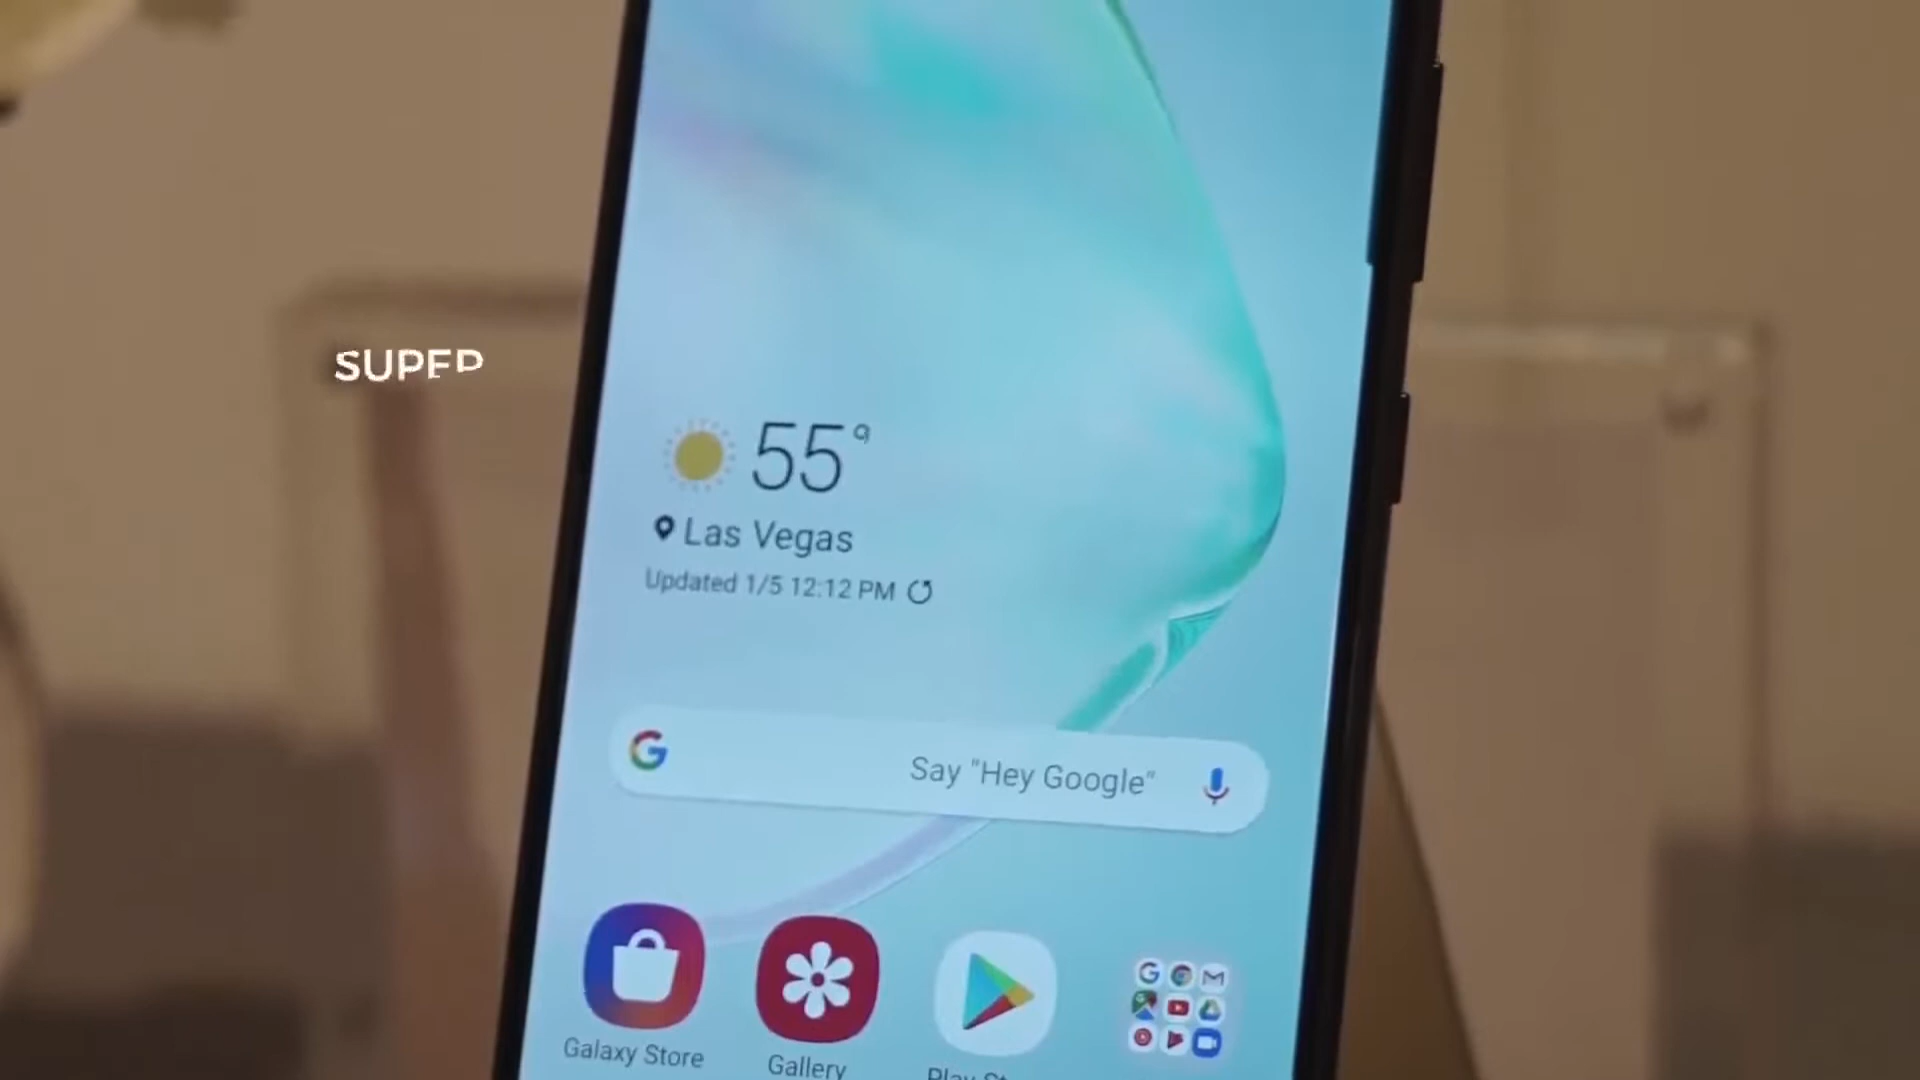 SUPER
55°
Las Vegas
Updated 1/5 12:12 PM
G
Say "Hey Google"
Galaxy Store
Gallery